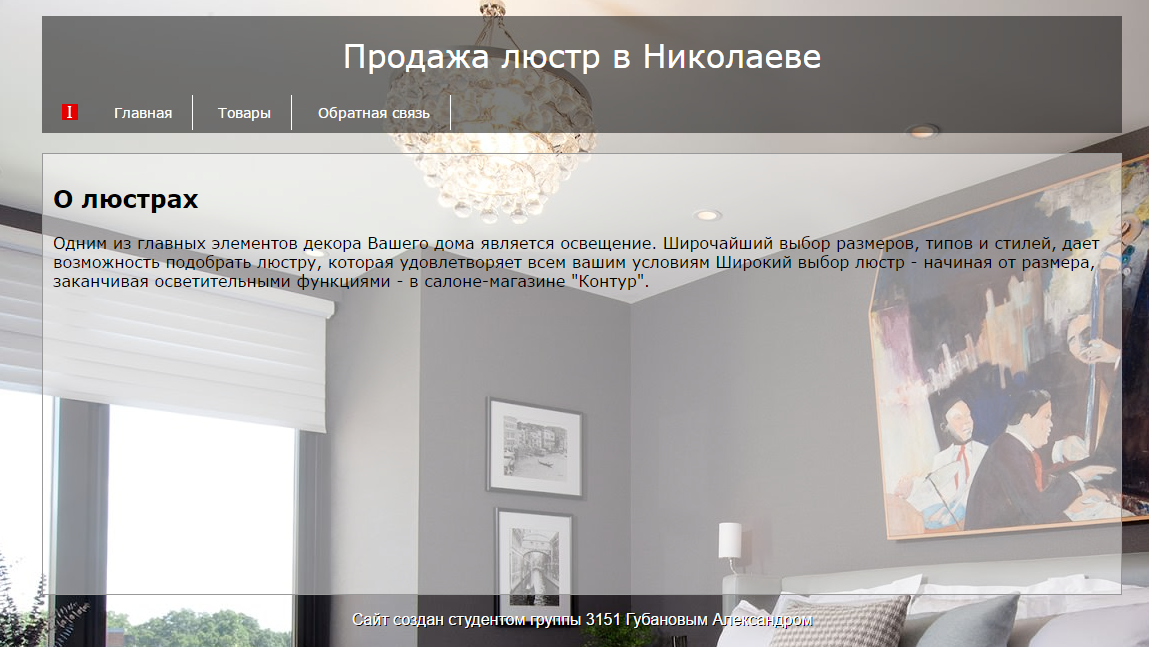 Продажа люстр в Николаеве
I
Главная
Товары
Обратная связь
О люстрах
Одним из главных элементов декора Вашего дома является освещение. Широчайший выбор размеров, типов и стилей, дает
возможность подобрать люстру, которая удовлетворяет всем вашим условиям Широкий выбор люстр - начиная от размера,
заканчивая осветительными функциями - в салоне-магазине "Контур".
Сайт создан студентом группы 3151 Губановым Александром